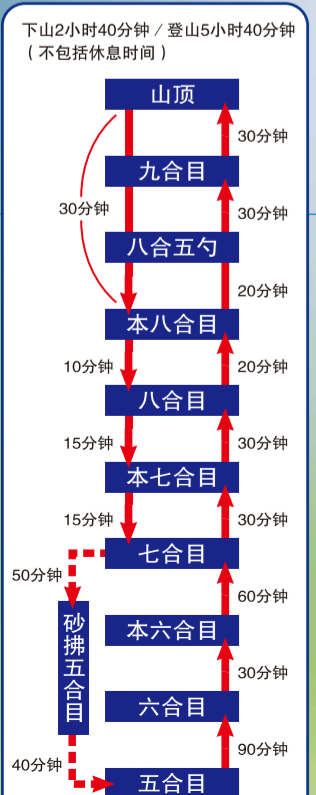 下山2小时40分钟 / 登山5小时40分钟
（不包括休息时间）
山顶
30分钟
九合目
30分钟
30分钟
八合五勺
20分钟
本八合目
10分钟
20分钟
八合目
15分钟
30分钟
本七合目
15分钟
30分钟
七合目
50分钟
60分钟
砂拂五合目
本六合目
30分钟
六合目
40分钟
90分钟
五合目